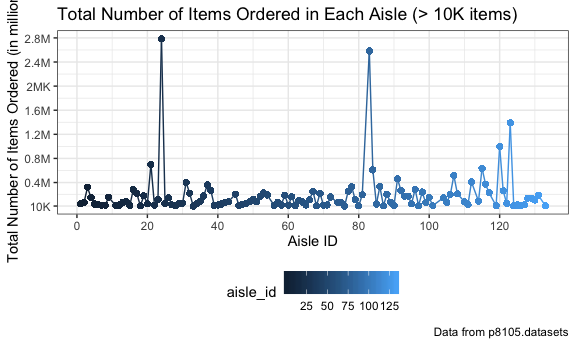 Total Number of Items Ordered in Each Aisle (> 10K items)
Total Number of Items Ordered (in million
2.8M
2.4M
2MK
1.6M
1.2M
0.8M
0.4M
10K
0 20 40 60 80 100 120
Aisle ID
aisle_id
25 50 75 100 125
Data from p8105.datasets